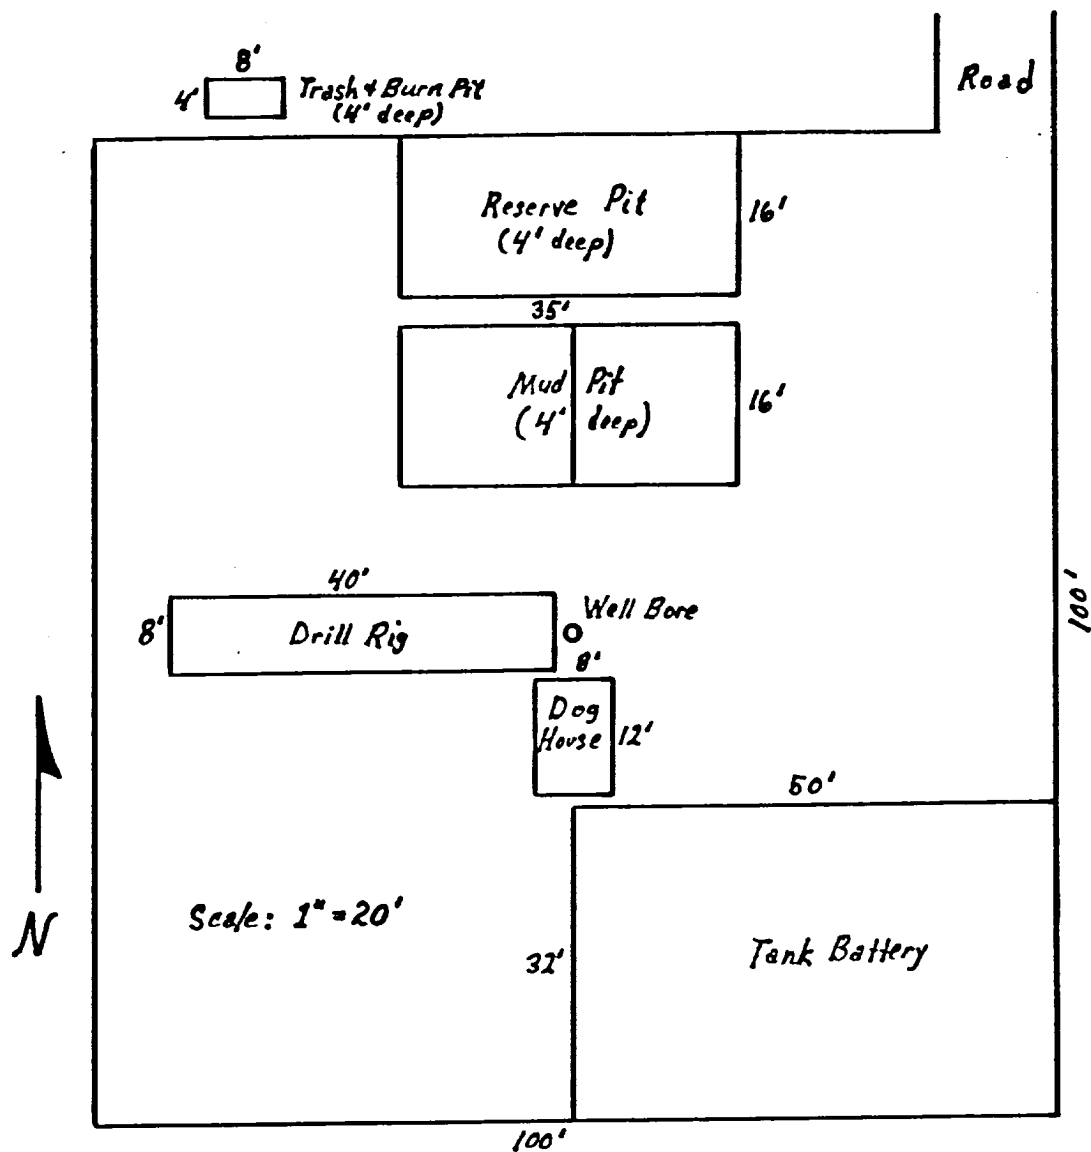 8'
Road
4'
Trash & Burn Pit
(4' deep)
Reserve Pit
(4' deep)
16'
35'
Mud Pit
(4' deep)
16'
40'
8'
Drill Rig
Well Bore
8'
Dog
House
12'
100'
50'
N
Scale: 1" = 20'
32'
Tank Battery
100'